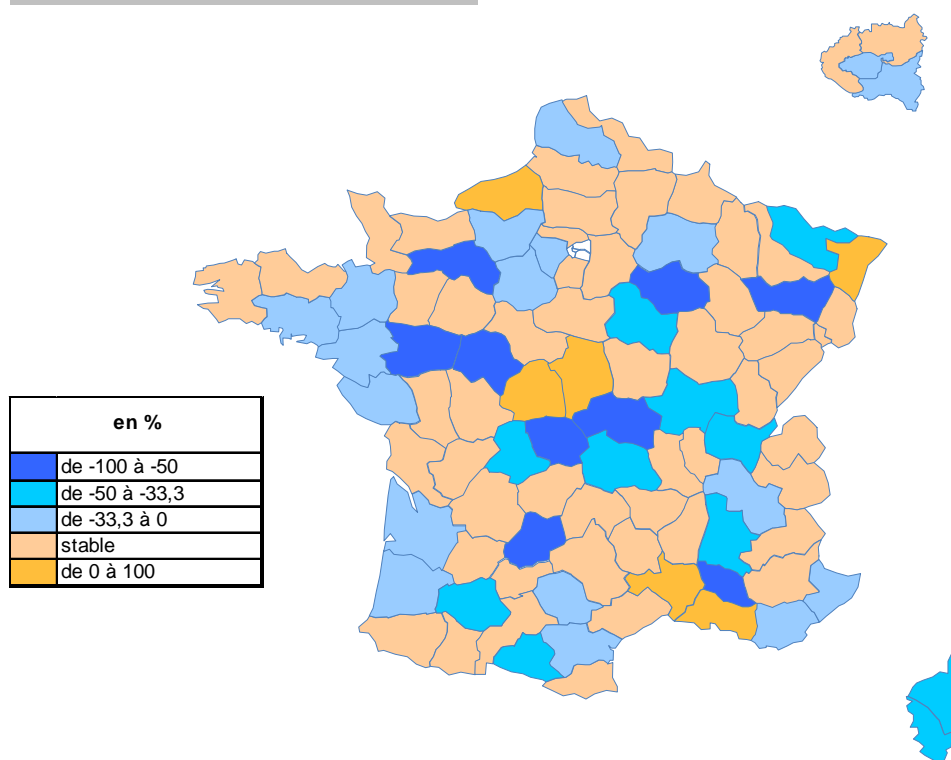 en %
de -100 à -50
de -50 à -33,3
de -33,3 à 0
stable
de 0 à 100